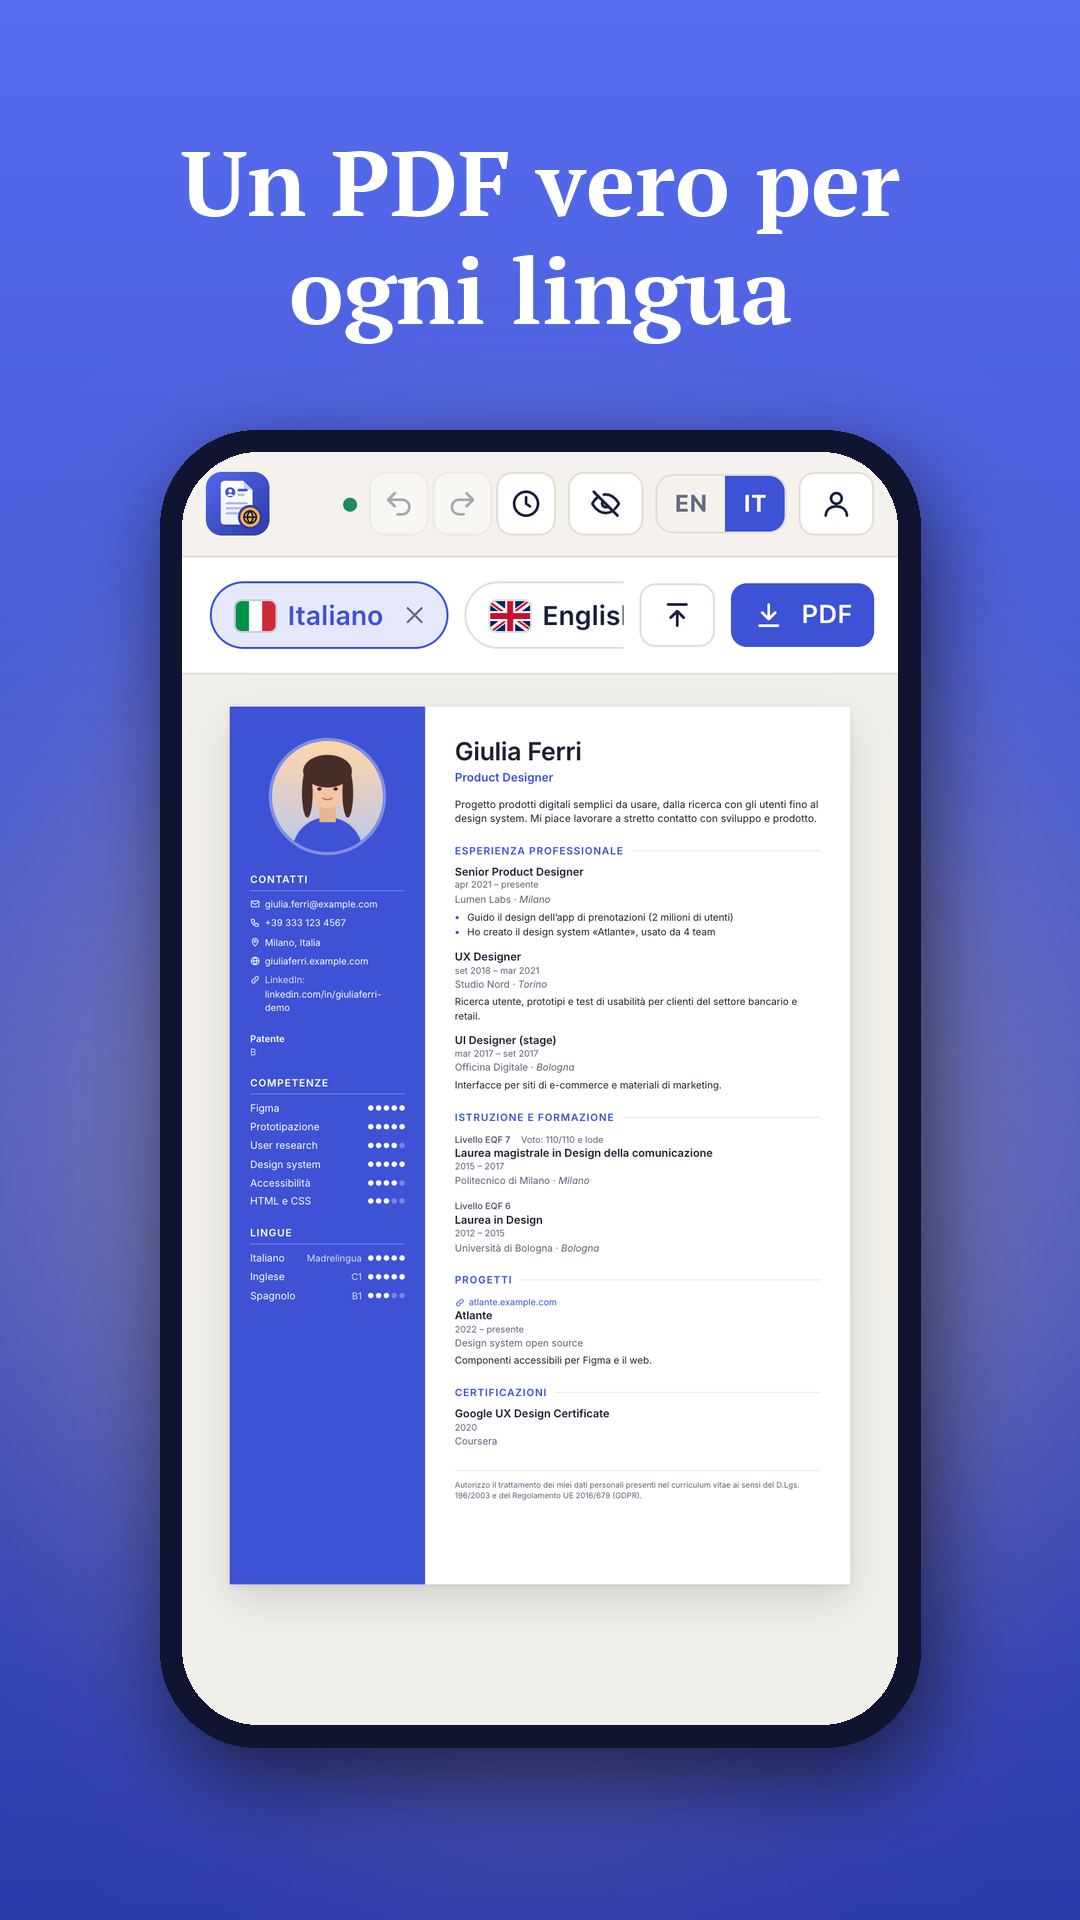 Un PDF vero per
ogni lingua
EN IT
Italiano
PDF
CONTATTI
giulia.ferri@example.com
+39 333 123 4567
Milano, Italia
giuliaferri.example.com
LinkedIn:
linkedin.com/in/giuliaferri-
demo
Patente
B
COMPETENZE
Figma
Prototipazione
User research
Design system
Accessibilità
HTML e CSS
LINGUE
Italiano Madrelingua
Inglese C1
Spagnolo B1
Giulia Ferri
Product Designer
Progetto prodotti digitali semplici da usare, dalla ricerca con gli utenti fino al
design system. Mi piace lavorare a stretto contatto con sviluppo e prodotto.
ESPERIENZA PROFESSIONALE
Senior Product Designer
apr 2021 – presente
Lumen Labs · Milano
• Guido il design dell'app di prenotazioni (2 milioni di utenti)
• Ho creato il design system «Atlante», usato da 4 team
UX Designer
set 2018 – mar 2021
Studio Nord · Torino
Ricerca utente, prototipi e test di usabilità per clienti del settore bancario e
retail.
UI Designer (stage)
mar 2017 – set 2017
Officina Digitale · Bologna
Interfacce per siti di e-commerce e materiali di marketing.
ISTRUZIONE E FORMAZIONE
Livello EQF 7 Voto: 110/110 e lode
Laurea magistrale in Design della comunicazione
2015 – 2017
Politecnico di Milano · Milano
Livello EQF 6
Laurea in Design
2012 – 2015
Università di Bologna · Bologna
PROGETTI
atlante.example.com
Atlante
2022 – presente
Design system open source
Componenti accessibili per Figma e il web.
CERTIFICAZIONI
Google UX Design Certificate
2020
Coursera
Autorizzo il trattamento dei miei dati personali presenti nel curriculum vitae ai sensi del D.Lgs.
196/2003 e del Regolamento UE 2016/679 (GDPR).